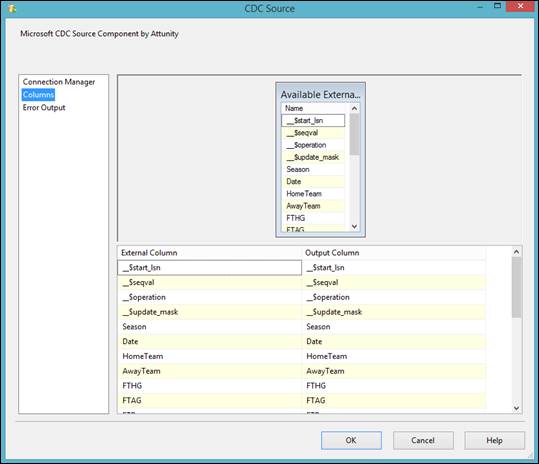 CDC Source
Microsoft CDC Source Component by Attunity
Connection Manager
Columns
Error Output
Available Externa...
Name
__$start_lsn
__$seqval
__$operation
__$update_mask
Season
Date
HomeTeam
AwayTeam
FTHG
FTAG
External Column Output Column
__$start_lsn __$start_lsn
__$seqval __$seqval
__$operation __$operation
__$update_mask __$update_mask
Season Season
Date Date
HomeTeam HomeTeam
AwayTeam AwayTeam
FTHG FTHG
FTAG FTAG
OK Cancel Help